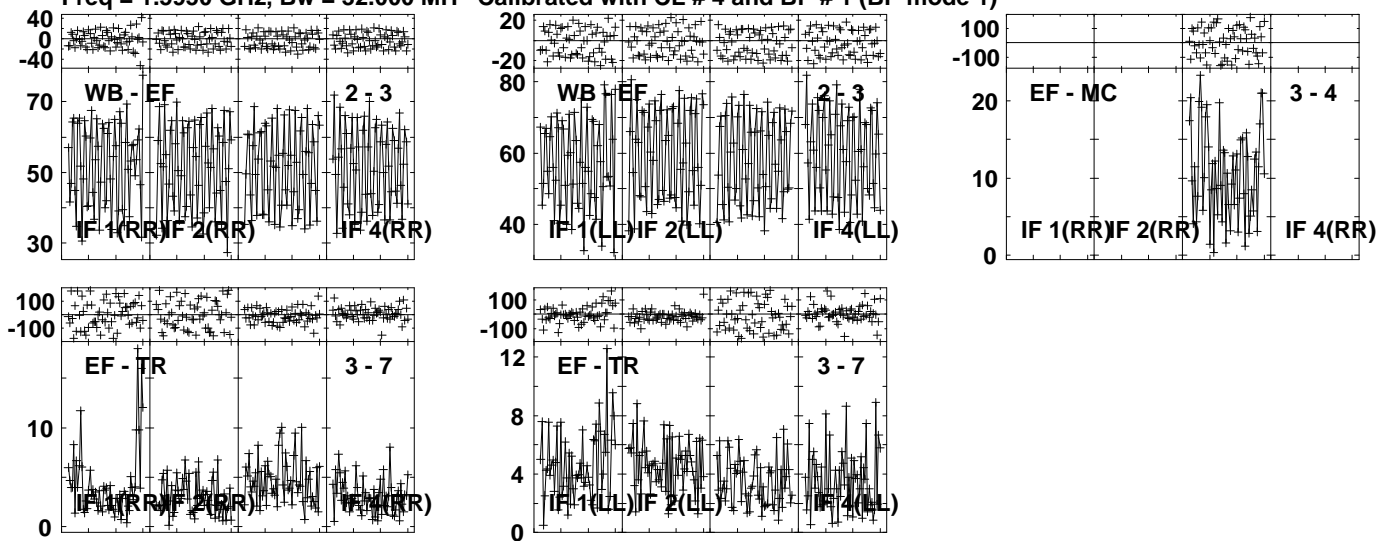 Freq = GHz, Bw = MH Calibrated with CL # 4 and BP # 1 (BP mode 1)
40
0
-40
20
-20
100
-100
70
50
30
WB - EF
2 - 3
IF 1(RR)
IF 2(RR)
IF 4(RR)
80
60
40
WB - EF
2 - 3
IF 1(LL)
IF 2(LL)
IF 4(LL)
20
10
0
EF - MC
3 - 4
IF 1(RR)
IF 2(RR)
IF 4(RR)
100
-100
100
-100
10
0
EF - TR
3 - 7
IF 1(RR)
IF 2(RR)
IF 4(RR)
12
8
4
0
EF - TR
3 - 7
IF 1(LL)
IF 2(LL)
IF 4(LL)